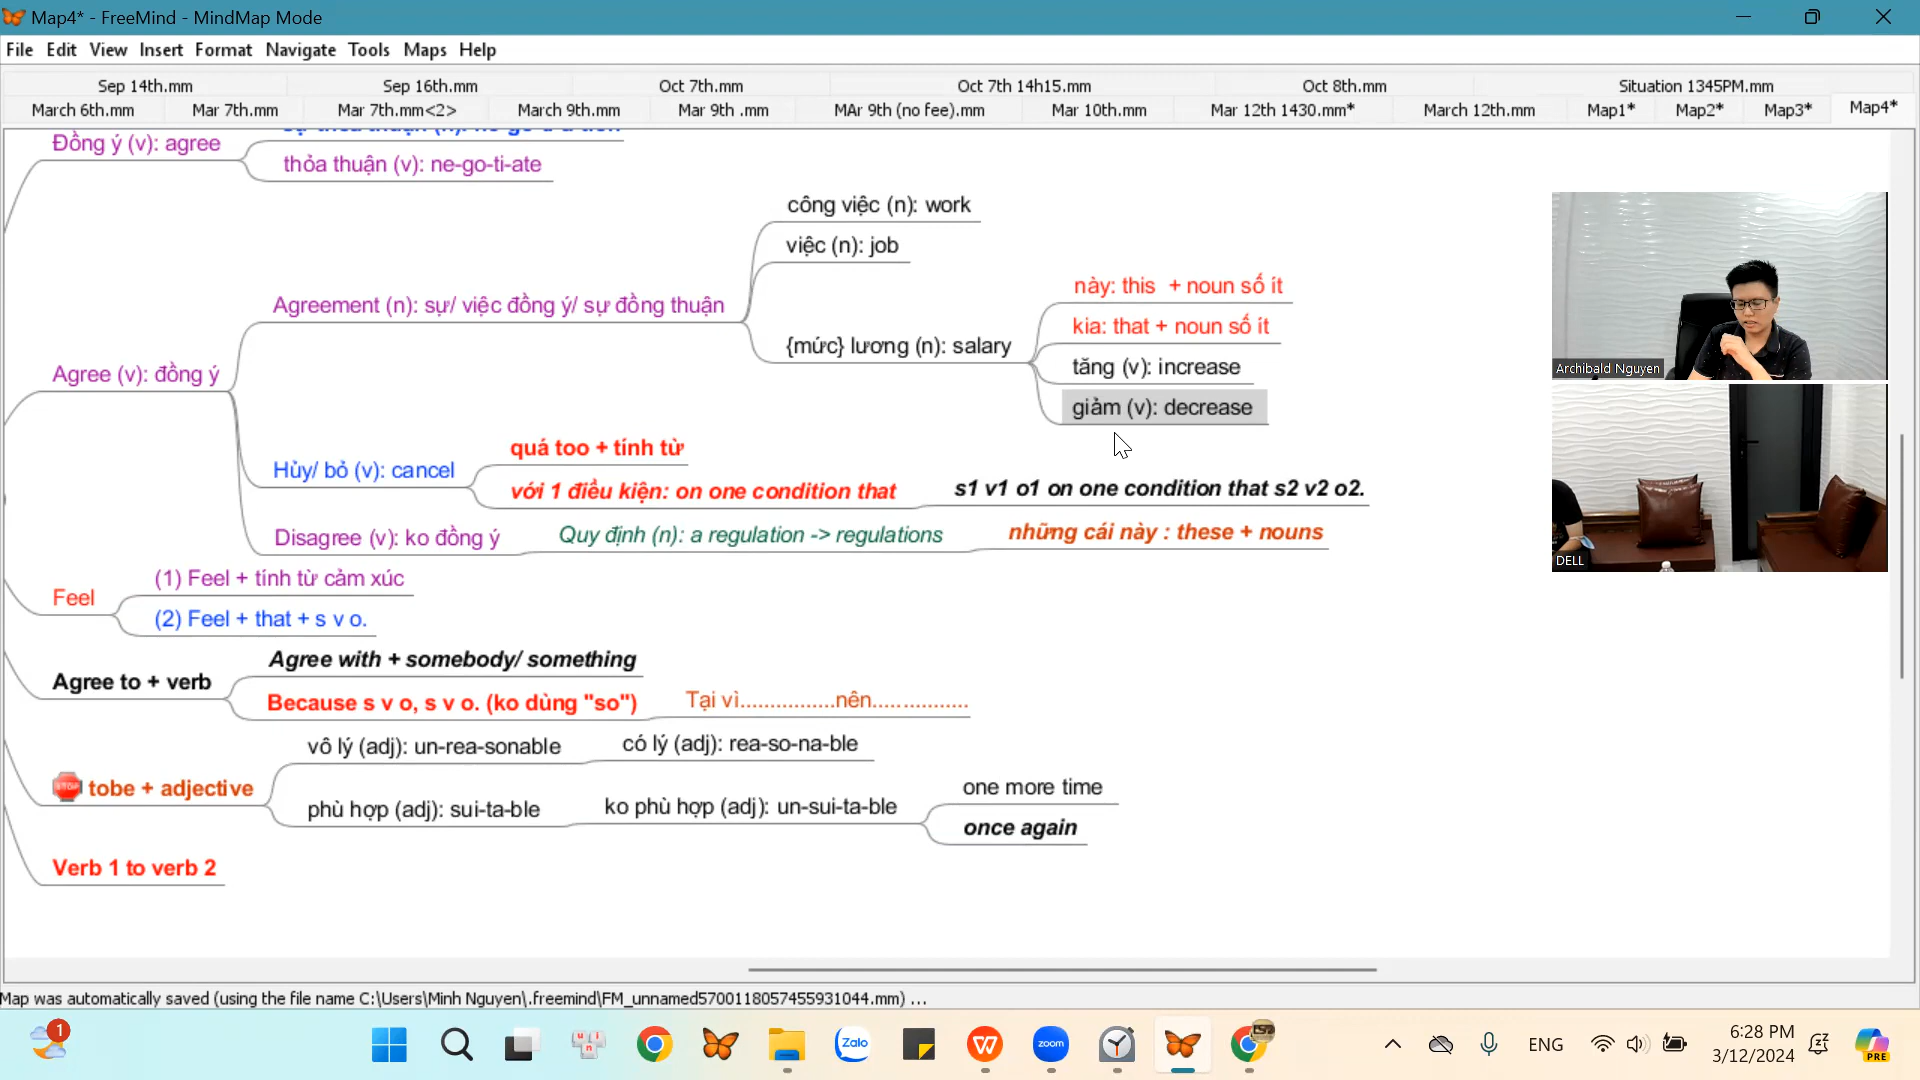 Map4* - FreeMind - MindMap Mode
File Edit View Insert Format Navigate Tools Maps Help
Sep 14th.mm Sep 16th.mm Oct 7th.mm Oct 7th 14h15.mm Oct 8th.mm Situation 1345PM.mm
March 6th.mm Mar 7th.mm Mar 7th.mm<2> March 9th.mm Mar 9th .mm MAr 9th (no fee).mm Mar 10th.mm Mar 12th 1430.mm* March 12th.mm Map1* Map2* Map3* Map4*
Đồng ý (v): agree
thỏa thuận (v): ne-go-ti-ate
công việc (n): work
việc (n): job
Agreement (n): sự/ việc đồng ý/ sự đồng thuận
này: this + noun số ít
kia: that + noun số ít
{mức} lương (n): salary
tăng (v): increase
giảm (v): decrease
Agree (v): đồng ý
Hủy/ bỏ (v): cancel
quá too + tính từ
với 1 điều kiện: on one condition that
s1 v1 o1 on one condition that s2 v2 o2.
Disagree (v): ko đồng ý
Quy định (n): a regulation -> regulations
những cái này : these + nouns
Feel
(1) Feel + tính từ cảm xúc
(2) Feel + that + s v o.
Agree to + verb
Agree with + somebody/ something
Because s v o, s v o. (ko dùng "so")
Tại vì................nên................
STOP tobe + adjective
vô lý (adj): un-rea-sonable
có lý (adj): rea-so-na-ble
phù hợp (adj): sui-ta-ble
ko phù hợp (adj): un-sui-ta-ble
one more time
once again
Verb 1 to verb 2
Archibald Nguyen
DELL
Map was automatically saved (using the file name C:\Users\Minh Nguyen\.freemind\FM_unnamed5700118057455931044.mm) ...
1
Zalo
zoom
ENG
6:28 PM
3/12/2024
PRE